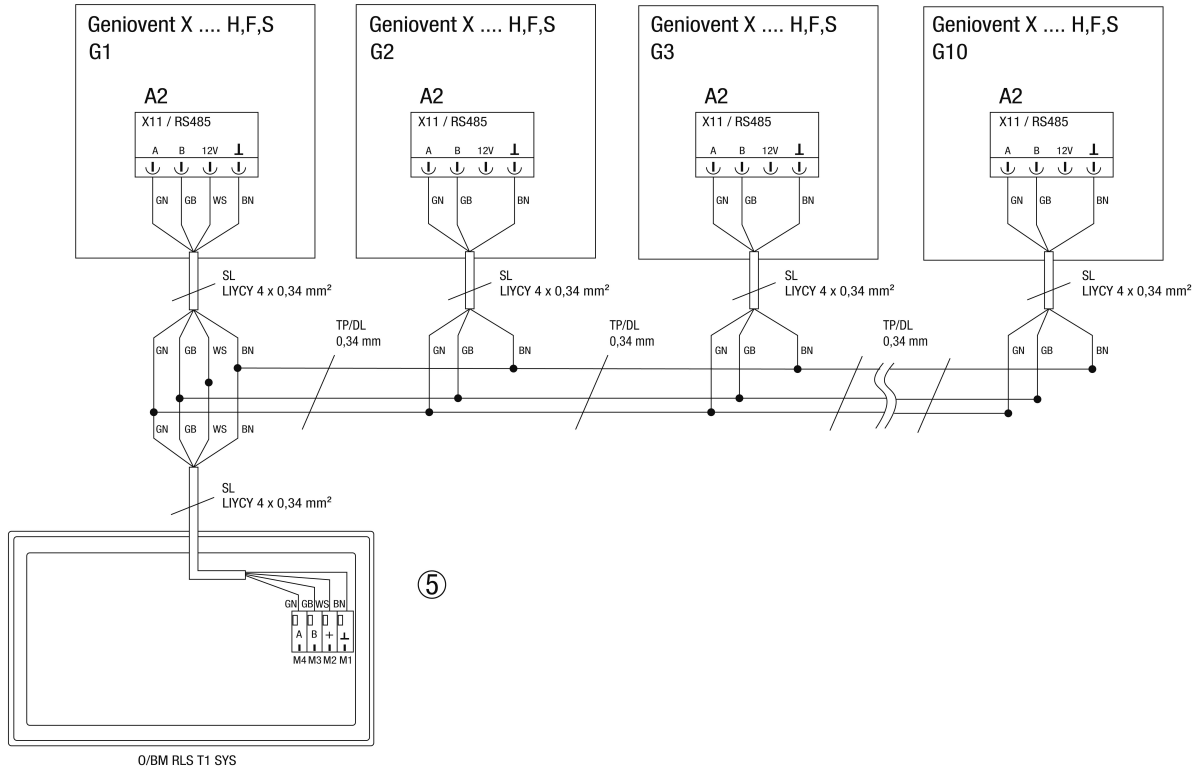 Geniovent X .... H,F,S
G1
A2
X11 / RS485
A B 12V ⊥
GN GB WS BN
SL
LIYCY 4 x 0,34 mm²
GN GB WS BN
GN GB WS BN
SL
LIYCY 4 x 0,34 mm²
Geniovent X .... H,F,S
G2
A2
X11 / RS485
A B 12V ⊥
GN GB BN
SL
LIYCY 4 x 0,34 mm²
TP/DL
0,34 mm
GN GB BN
Geniovent X .... H,F,S
G3
A2
X11 / RS485
A B 12V ⊥
GN GB BN
SL
LIYCY 4 x 0,34 mm²
TP/DL
0,34 mm
GN GB BN
Geniovent X .... H,F,S
G10
A2
X11 / RS485
A B 12V ⊥
GN GB BN
SL
LIYCY 4 x 0,34 mm²
TP/DL
0,34 mm
GN GB BN
⑤
GN GB WS BN
A B + ⊥
M4 M3 M2 M1
O/BM RLS T1 SYS